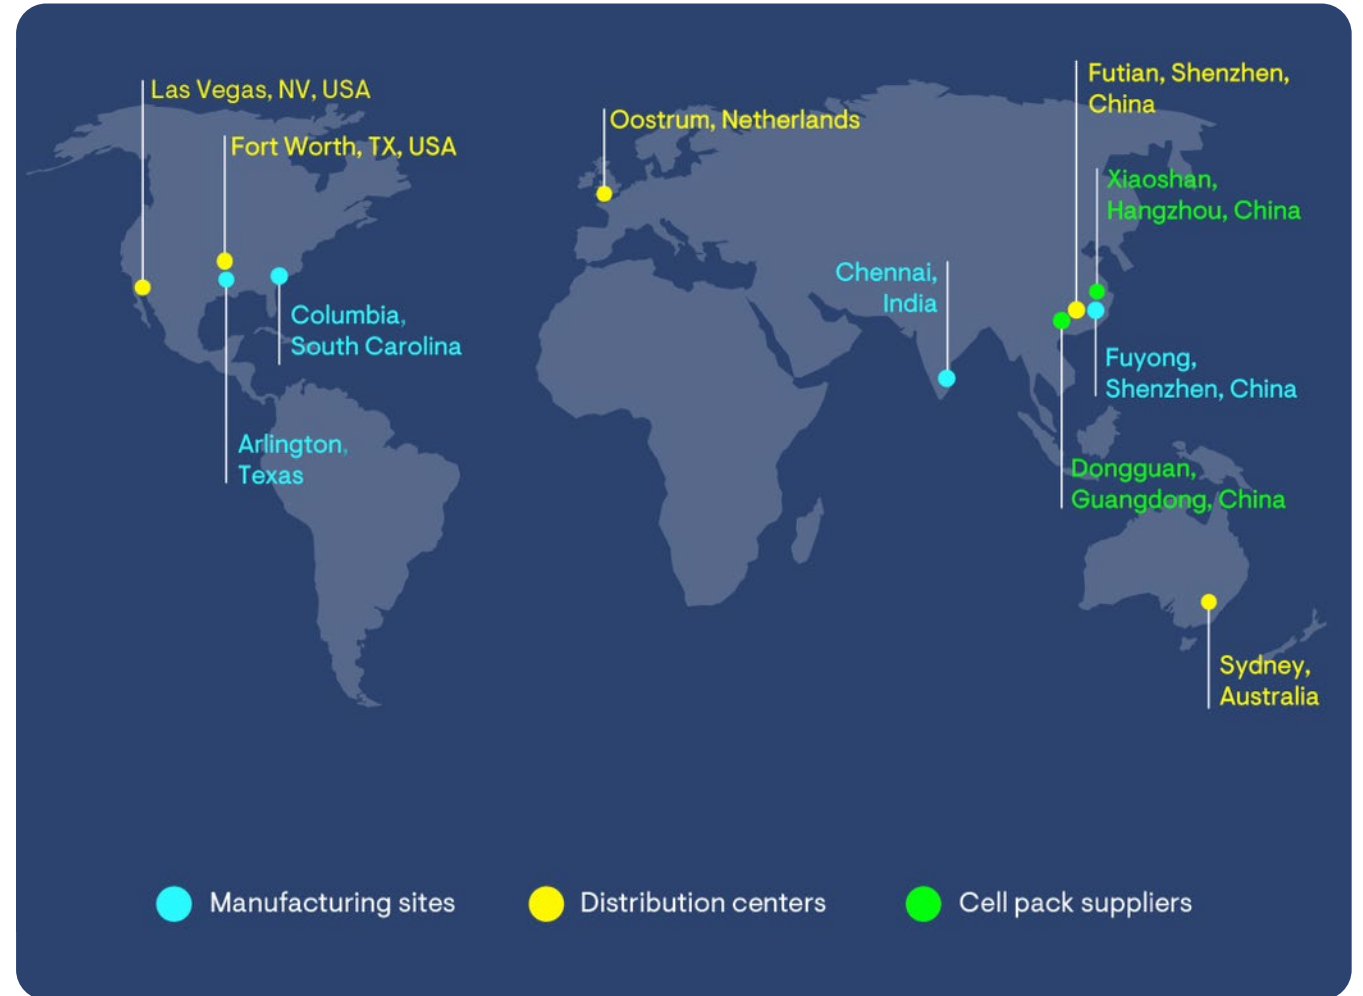 Las Vegas, NV, USA
Fort Worth, TX, USA
Oostrum, Netherlands
Futian, Shenzhen,
China
Xiaoshan,
Hangzhou, China
Chennai,
India
Columbia,
South Carolina
Fuyong,
Shenzhen, China
Arlington,
Texas
Dongguan,
Guangdong, China
Sydney,
Australia
Manufacturing sites
Distribution centers
Cell pack suppliers